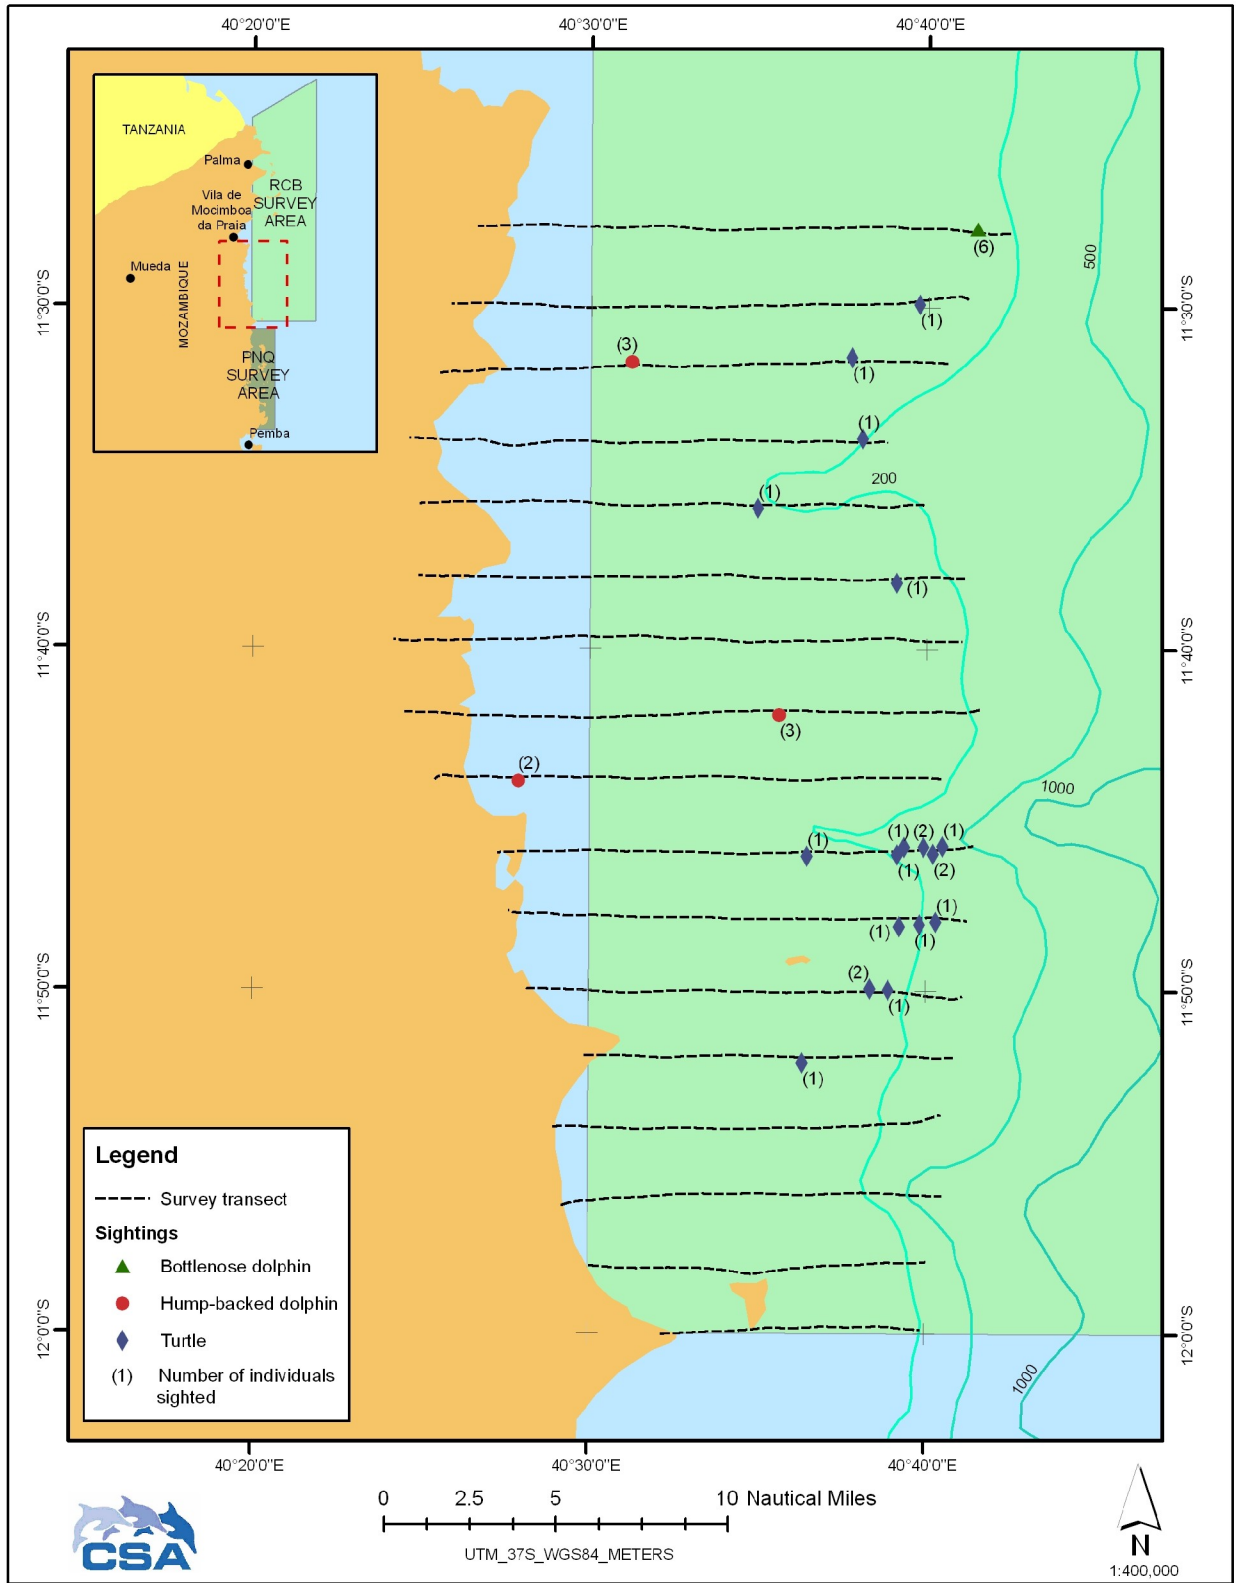 40°20'0"E
40°30'0"E
40°40'0"E
TANZANIA
Palma
RCB
SURVEY
AREA
Vila de
Mocimboa
da Praia
Mueda
MOZAMBIQUE
PNQ
SURVEY
AREA
Pemba
(6)
500
11°30'0"S
11°30'0"S
(1)
(3)
(1)
(1)
200
(1)
(1)
11°40'0"S
11°40'0"S
(3)
(2)
1000
(1)
(1)
(2)
(1)
(1)
(2)
(1)
(1)
(1)
(2)
(1)
11°50'0"S
11°50'0"S
(1)
Legend
Survey transect
Sightings
Bottlenose dolphin
Hump-backed dolphin
Turtle
(1) Number of individuals
sighted
12°0'0"S
12°0'0"S
1000
40°20'0"E
40°30'0"E
40°40'0"E
0 2.5 5 10 Nautical Miles
UTM_37S_WGS84_METERS
CSA
N
1:400,000